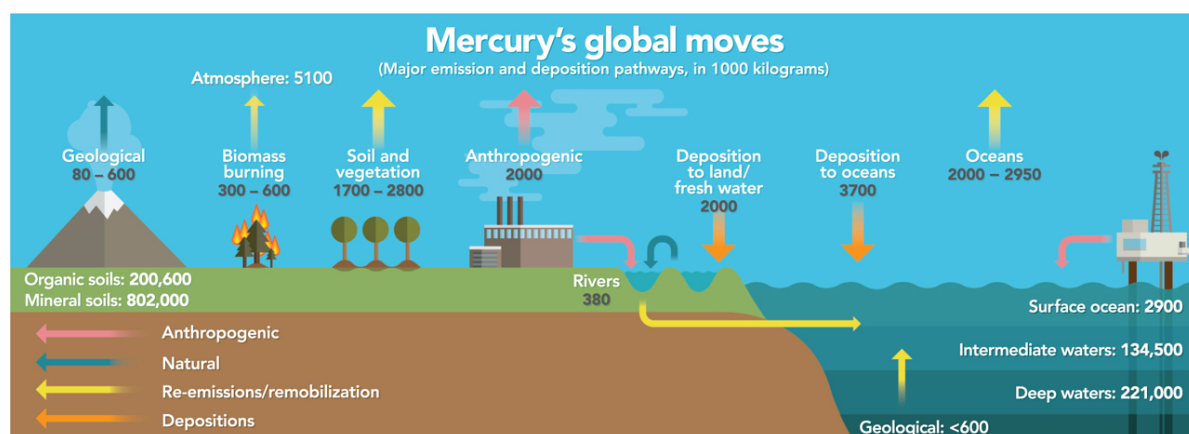 Mercury's global moves
(Major emission and deposition pathways, in 1000 kilograms)
Atmosphere: 5100
Geological
80 – 600
Biomass
burning
300 – 600
Soil and
vegetation
1700 – 2800
Anthropogenic
2000
Deposition
to land/
fresh water
2000
Deposition
to oceans
3700
Oceans
2000 – 2950
Organic soils: 200,600
Mineral soils: 802,000
Rivers
380
Anthropogenic
Natural
Re-emissions/remobilization
Depositions
Surface ocean: 2900
Intermediate waters: 134,500
Deep waters: 221,000
Geological: <600